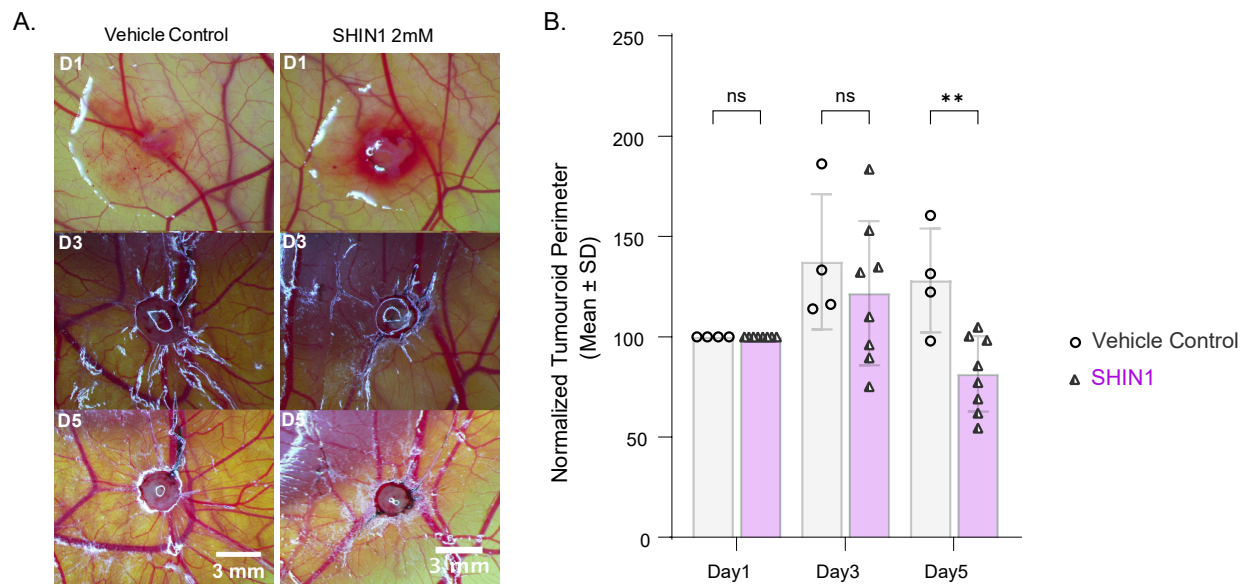 A.
Vehicle Control
SHIN1 2mM
D1
D1
D3
D3
D5
D5
3 mm
3 mm
B.
Normalized Tumouroid Perimeter
(Mean ± SD)
250
200
150
100
50
0
ns
ns
**
Day1
Day3
Day5
Vehicle Control
SHIN1